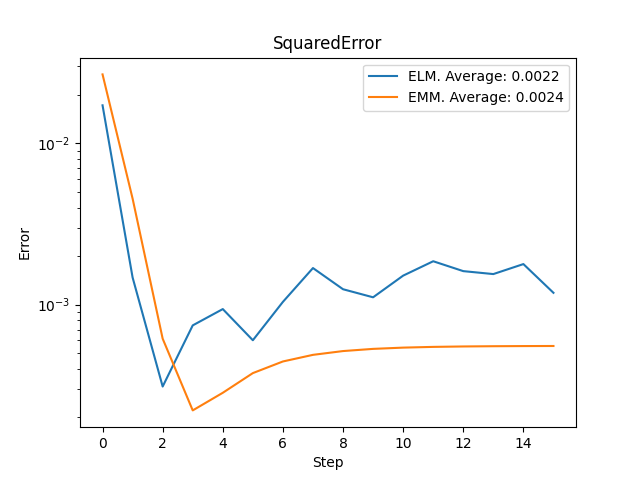 SquaredError
ELM. Average: 0.0022
EMM. Average: 0.0024
10⁻²
10⁻³
Error
0 2 4 6 8 10 12 14
Step